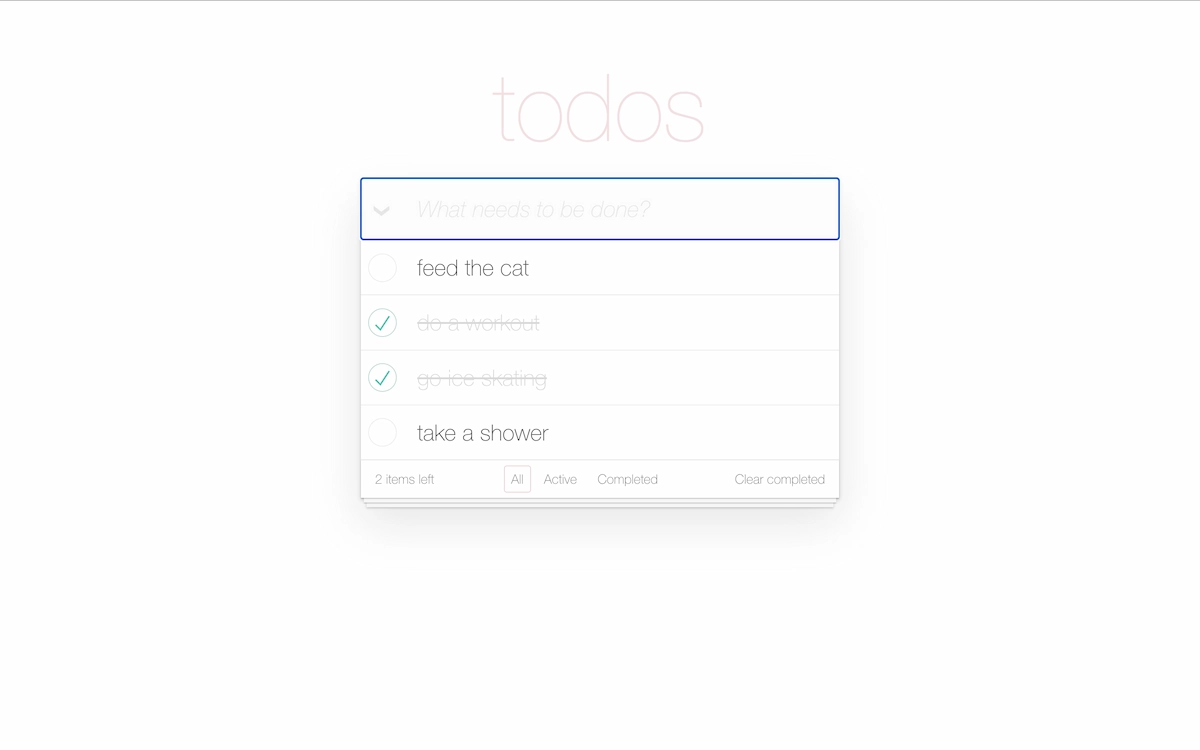 todos
What needs to be done?
feed the cat
do a workout
go ice skating
take a shower
2 items left All Active Completed Clear completed